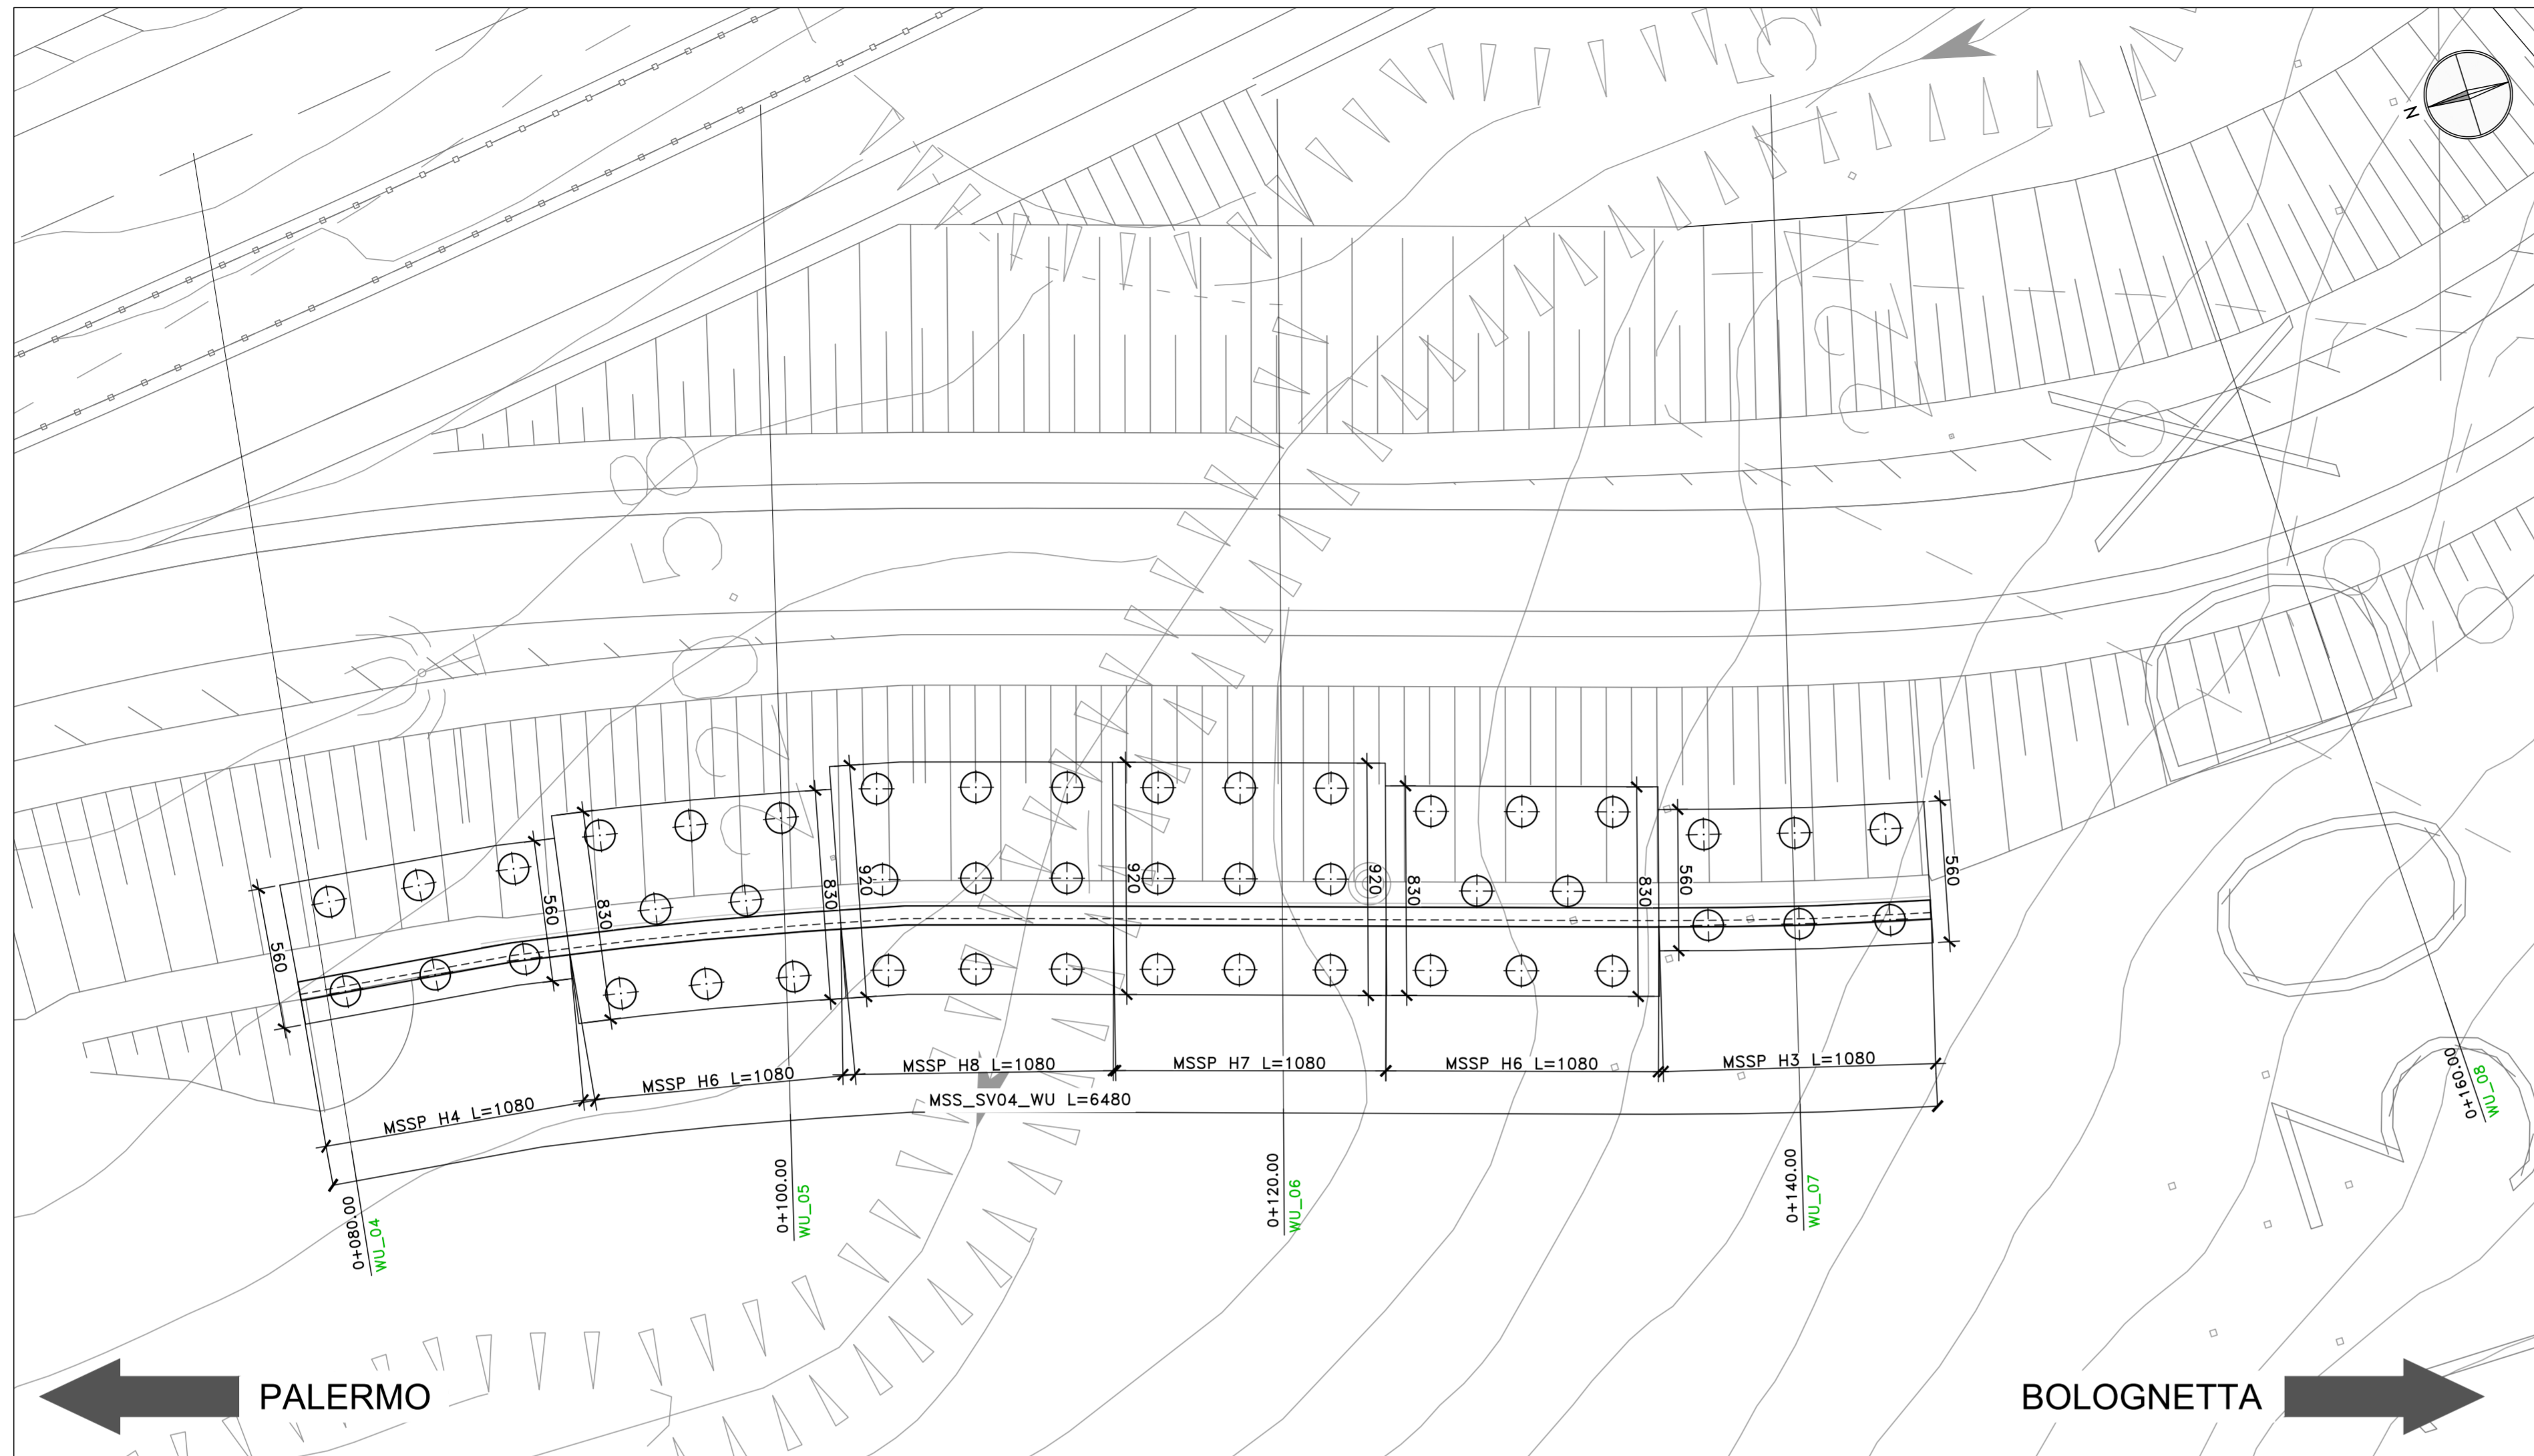 N
560
560
830
830
920
920
920
830
830
560
560
MSSP H4 L=1080
MSSP H6 L=1080
MSSP H8 L=1080
MSSP H7 L=1080
MSSP H6 L=1080
MSSP H3 L=1080
MSS_SV04_WU L=6480
0+080.00
WU_04
0+100.00
WU_05
0+120.00
WU_06
0+140.00
WU_07
0+160.00
WU_08
PALERMO
BOLOGNETTA